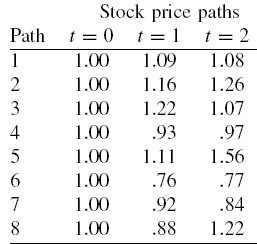 Stock price paths
Path t = 0 t = 1 t = 2
1 1.00 1.09 1.08
2 1.00 1.16 1.26
3 1.00 1.22 1.07
4 1.00 .93 .97
5 1.00 1.11 1.56
6 1.00 .76 .77
7 1.00 .92 .84
8 1.00 .88 1.22